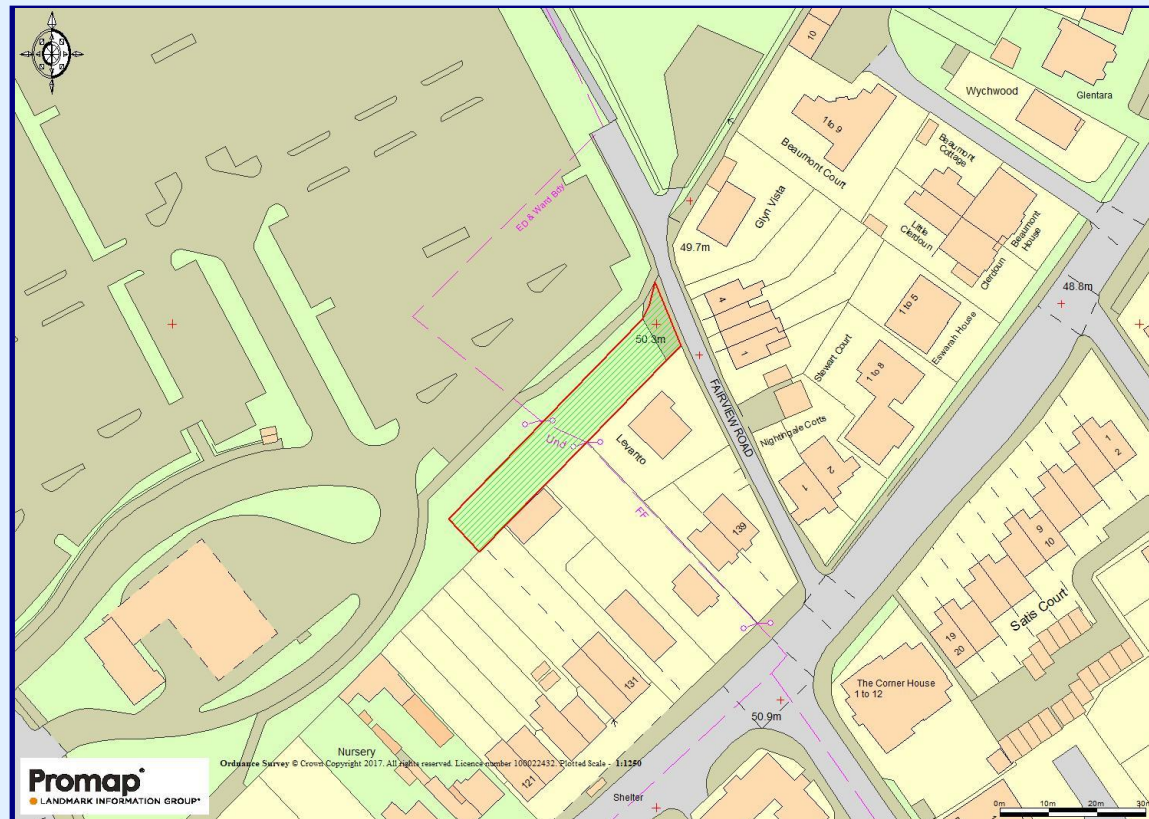 10
Wychwood
Glentara
1 to 9
Beaumont Court
Beaumont
Cottage
Glyn Vista
Little
Clerdoun
Beaumont
House
Clerdoun
ED & Ward Bdy
49.7m
48.8m
4
1
50.3m
1 to 5
Eswarah House
Stewart Court
1 to 8
FAIRVIEW ROAD
Nightingale Cotts
1
2
Levanto
Und
FF
139
1
2
9
10
Satis Court
19
20
The Corner House
1 to 12
131
121
50.9m
Nursery
Shelter
Ordnance Survey © Crown Copyright 2017. All rights reserved. Licence number 100022432. Plotted Scale - 1:1250
Promap
LANDMARK INFORMATION GROUP
0m 10m 20m 30m